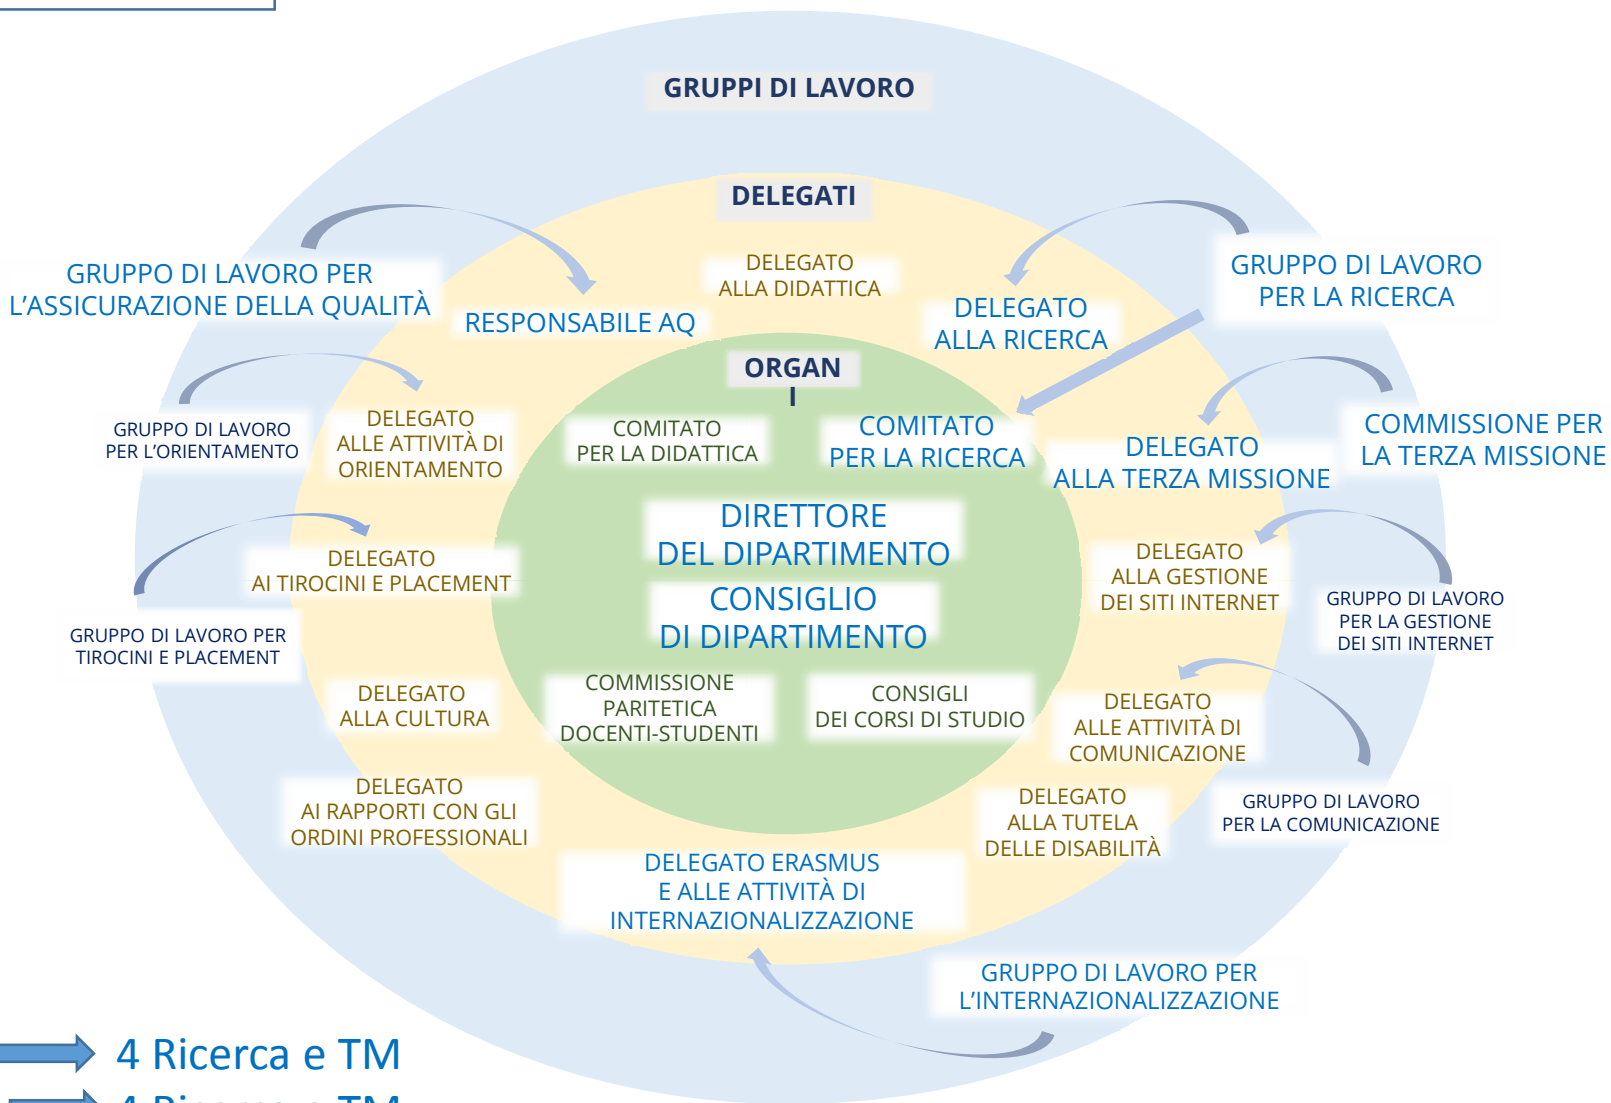 GRUPPI DI LAVORO
DELEGATI
DELEGATO
ALLA DIDATTICA
GRUPPO DI LAVORO PER
L'ASSICURAZIONE DELLA QUALITÀ
RESPONSABILE AQ
DELEGATO
ALLA RICERCA
GRUPPO DI LAVORO
PER LA RICERCA
ORGAN
I
GRUPPO DI LAVORO
PER L'ORIENTAMENTO
DELEGATO
ALLE ATTIVITÀ DI
ORIENTAMENTO
COMITATO
PER LA DIDATTICA
COMITATO
PER LA RICERCA
DELEGATO
ALLA TERZA MISSIONE
COMMISSIONE PER
LA TERZA MISSIONE
DIRETTORE
DEL DIPARTIMENTO
CONSIGLIO
DI DIPARTIMENTO
DELEGATO
AI TIROCINI E PLACEMENT
DELEGATO
ALLA GESTIONE
DEI SITI INTERNET
GRUPPO DI LAVORO PER
TIROCINI E PLACEMENT
GRUPPO DI LAVORO
PER LA GESTIONE
DEI SITI INTERNET
DELEGATO
ALLA CULTURA
COMMISSIONE
PARITETICA
DOCENTI-STUDENTI
CONSIGLI
DEI CORSI DI STUDIO
DELEGATO
ALLE ATTIVITÀ DI
COMUNICAZIONE
DELEGATO
AI RAPPORTI CON GLI
ORDINI PROFESSIONALI
DELEGATO
ALLA TUTELA
DELLE DISABILITÀ
GRUPPO DI LAVORO
PER LA COMUNICAZIONE
DELEGATO ERASMUS
E ALLE ATTIVITÀ DI
INTERNAZIONALIZZAZIONE
GRUPPO DI LAVORO PER
L'INTERNAZIONALIZZAZIONE
4 Ricerca e TM
4 Ricerca e TM